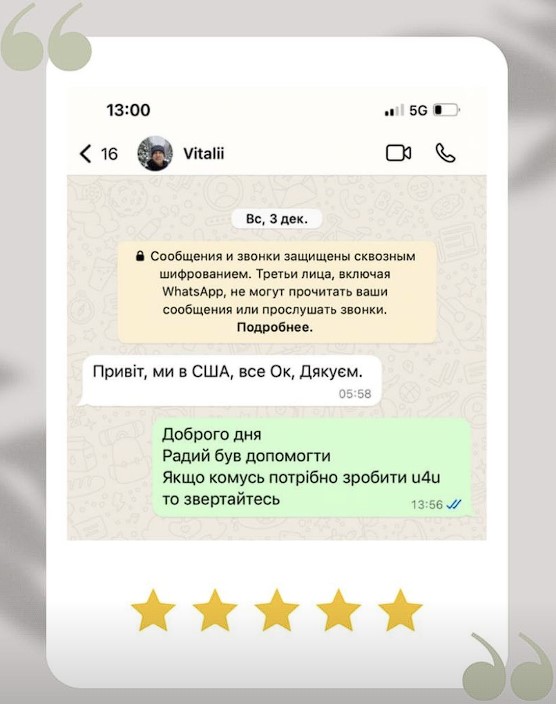 13:00
5G
16
Vitalii
Вс, 3 дек.
Сообщения и звонки защищены сквозным
шифрованием. Третьи лица, включая
WhatsApp, не могут прочитать ваши
сообщения или прослушать звонки.
Подробнее.
Привіт, ми в США, все Ок, Дякуєм.
05:58
Доброго дня
Радий був допомогти
Якщо комусь потрібно зробити u4u
то звертайтесь
13:56